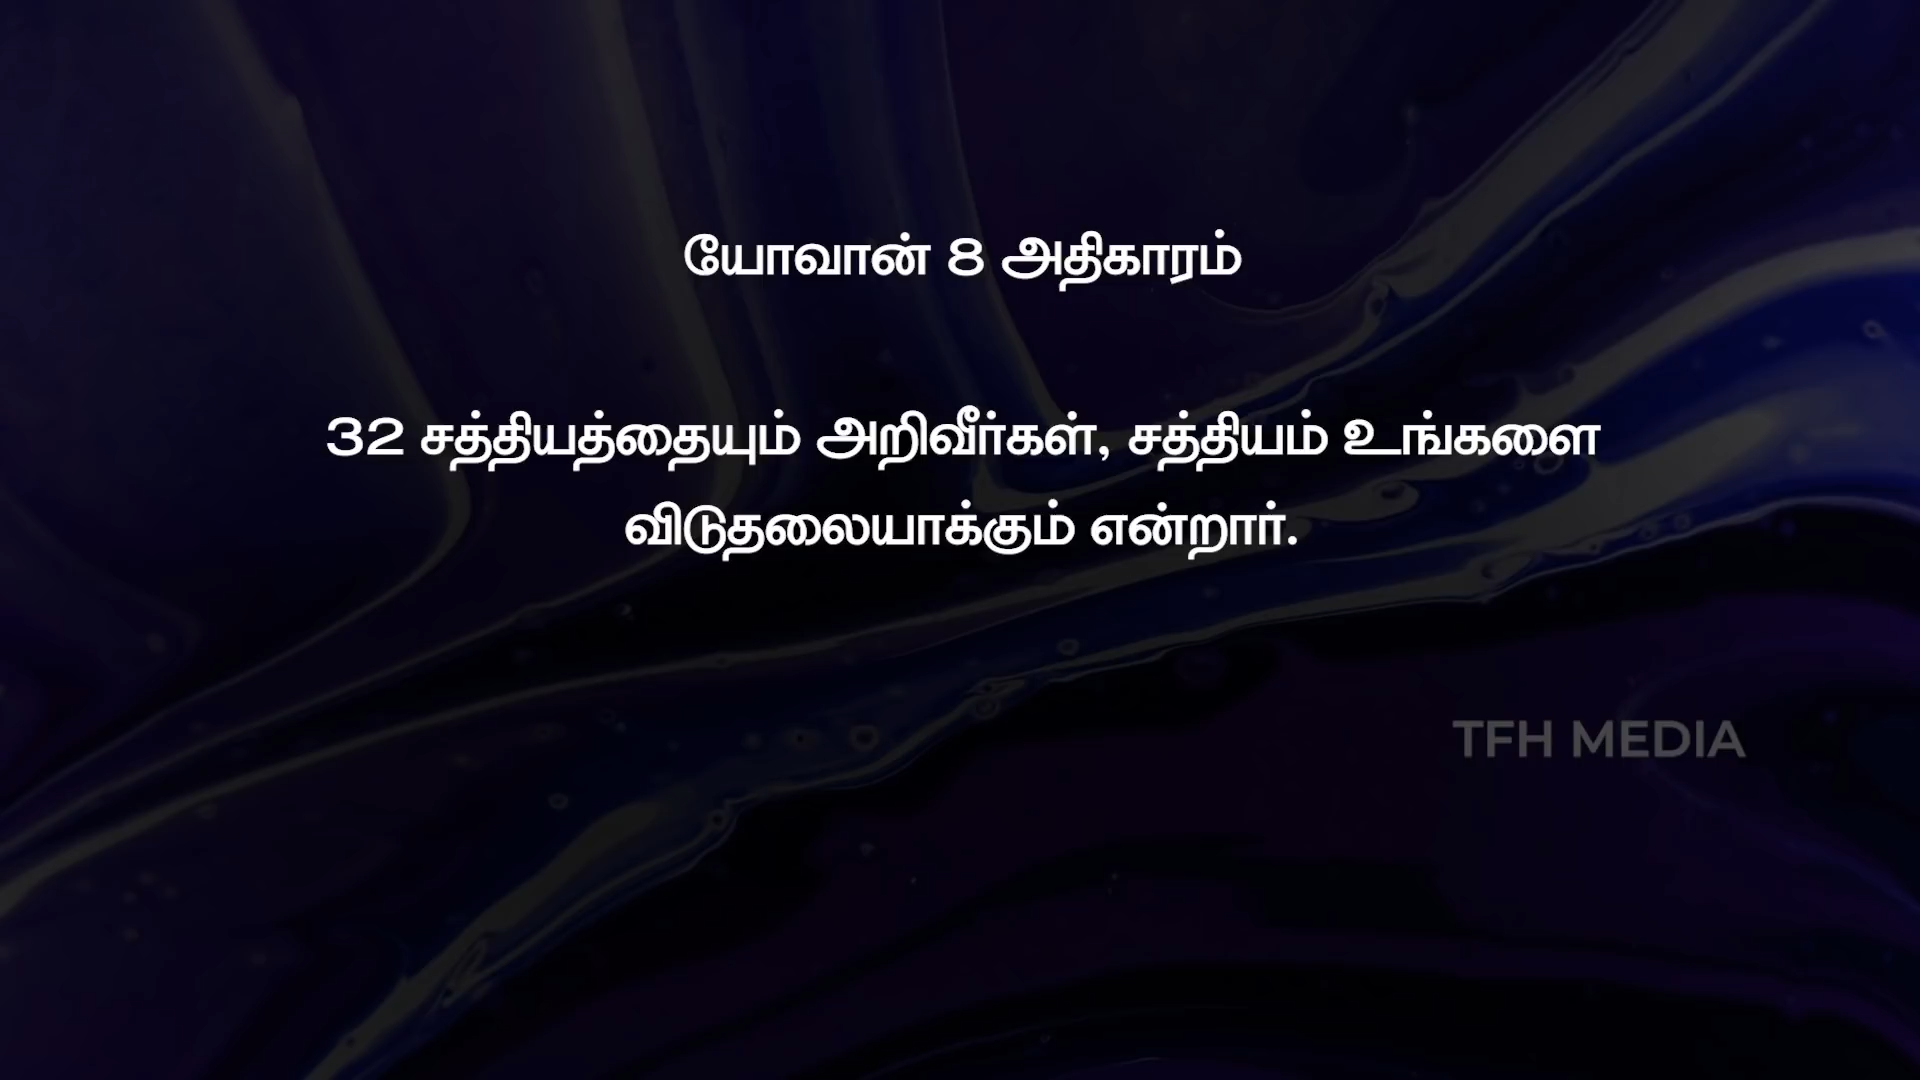 யோவான் 8 அதிகாரம்
32 சத்தியத்தையும் அறிவீர்கள், சத்தியம் உங்களை
விடுதலையாக்கும் என்றார்.
TFH MEDIA